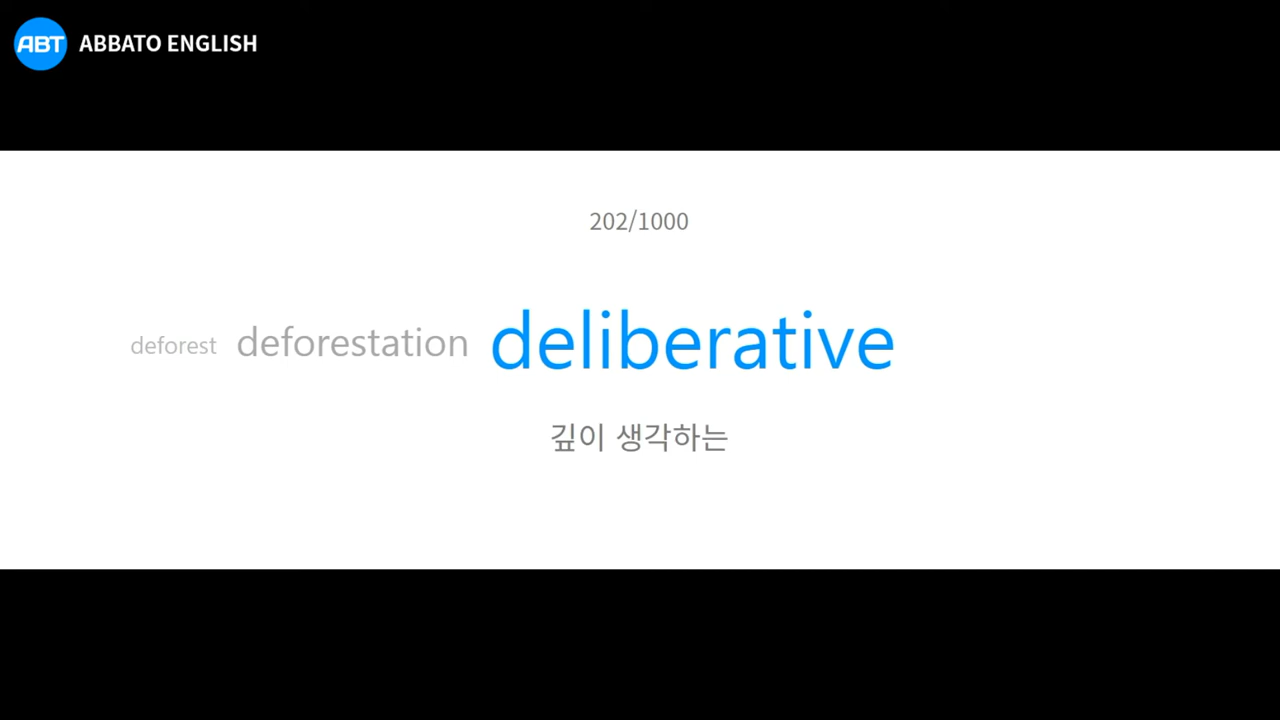 ABT ABBATO ENGLISH
202/1000
deforest deforestation deliberative
깊이 생각하는